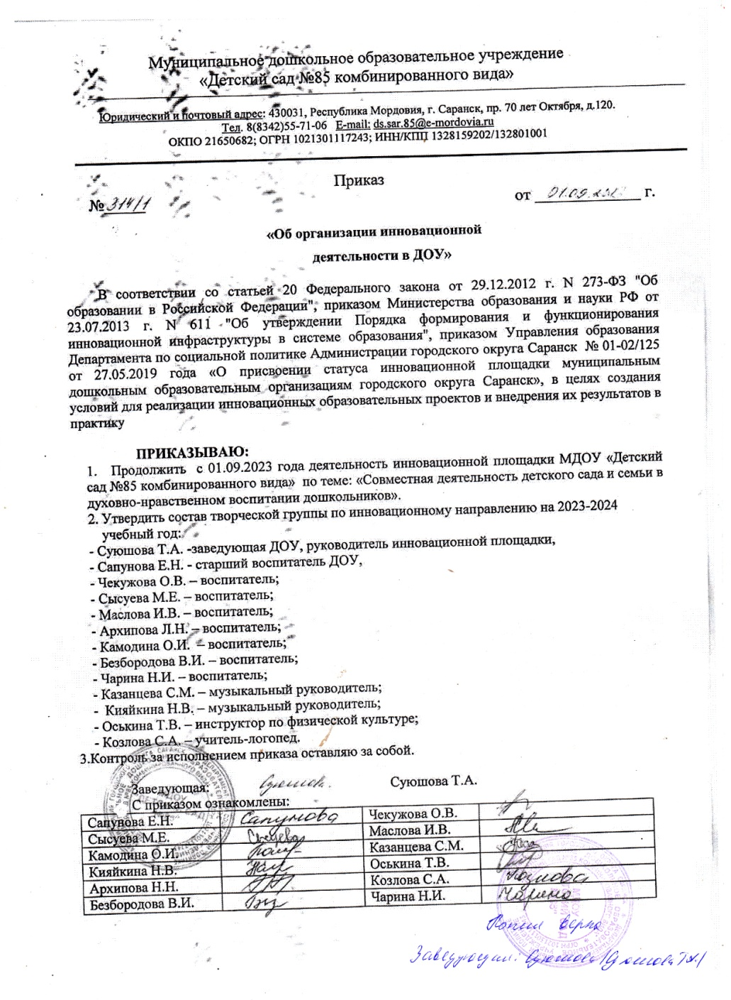 Муниципальное дошкольное образовательное учреждение
«Детский сад №85 комбинированного вида»
Юридический и почтовый адрес: 430031, Республика Мордовия, г. Саранск, пр. 70 лет Октября, д.120.
Тел. 8(8342)55-71-06 E-mail: ds.sar.85@e-mordovia.ru
ОКПО 21650682; ОГРН 1021301117243; ИНН/КПП 1328159202/132801001
Приказ
№ 314/1 от 01.09.2023 г.
«Об организации инновационной
деятельности в ДОУ»
В соответствии со статьей 20 Федерального закона от 29.12.2012 г. N 273-ФЗ "Об
образовании в Российской Федерации", приказом Министерства образования и науки РФ от
23.07.2013 г. N 611 "Об утверждении Порядка формирования и функционирования
инновационной инфраструктуры в системе образования", приказом Управления образования
Департамента по социальной политике Администрации городского округа Саранск № 01-02/125
от 27.05.2019 года «О присвоении статуса инновационной площадки муниципальным
дошкольным образовательным организациям городского округа Саранск», в целях создания
условий для реализации инновационных образовательных проектов и внедрения их результатов в
практику
ПРИКАЗЫВАЮ:
1. Продолжить с 01.09.2023 года деятельность инновационной площадки МДОУ «Детский
сад №85 комбинированного вида» по теме: «Совместная деятельность детского сада и семьи в
духовно-нравственном воспитании дошкольников».
2. Утвердить состав творческой группы по инновационному направлению на 2023-2024
учебный год:
- Суюшова Т.А. -заведующая ДОУ, руководитель инновационной площадки,
- Сапунова Е.Н. - старший воспитатель ДОУ,
- Чекужова О.В. – воспитатель;
- Сысуева М.Е. – воспитатель;
- Маслова И.В. – воспитатель;
- Архипова Л.Н. – воспитатель;
- Камодина О.И. – воспитатель;
- Безбородова В.И. – воспитатель;
- Чарина Н.И. – воспитатель;
- Казанцева С.М. – музыкальный руководитель;
- Кияйкина Н.В. – музыкальный руководитель;
- Оськина Т.В. – инструктор по физической культуре;
- Козлова С.А. – учитель-логопед.
3.Контроль за исполнением приказа оставляю за собой.
Заведующая: Суюшова Суюшова Т.А.
С приказом ознакомлены:
Сапунова Е.Н. Сапунова Чекужова О.В.
Сысуева М.Е. Сысуева Маслова И.В.
Камодина О.И. Казанцева С.М.
Кияйкина Н.В. Оськина Т.В.
Архипова Н.Н. Козлова С.А. Козлова
Безбородова В.И. Чарина Н.И. Чарина
Копия верна
Заведующая: Суюшова /Суюшова Т.А./